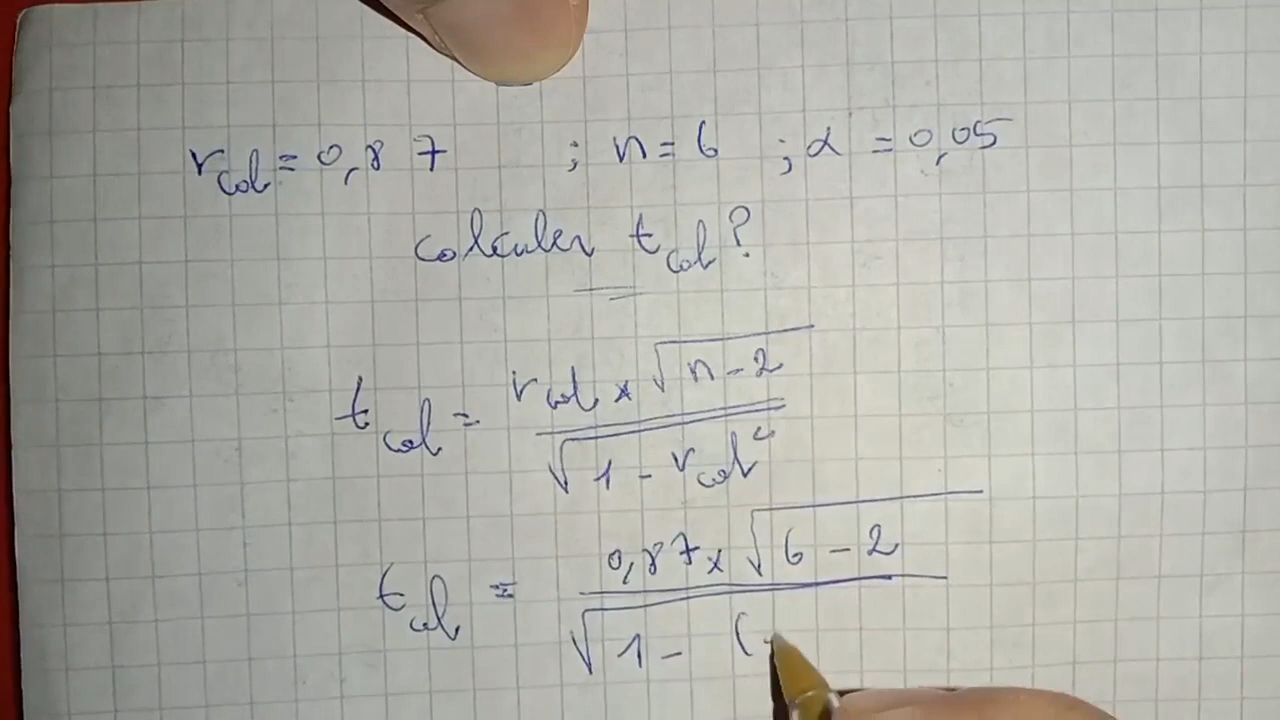 r_cal = 0,87 ; n = 6 ; α = 0,05
calculer t_cal ?
t_cal = r_cal × √(n - 2) / √(1 - r_cal²)
t_cal = 0,87 × √(6 - 2) / √(1 - (